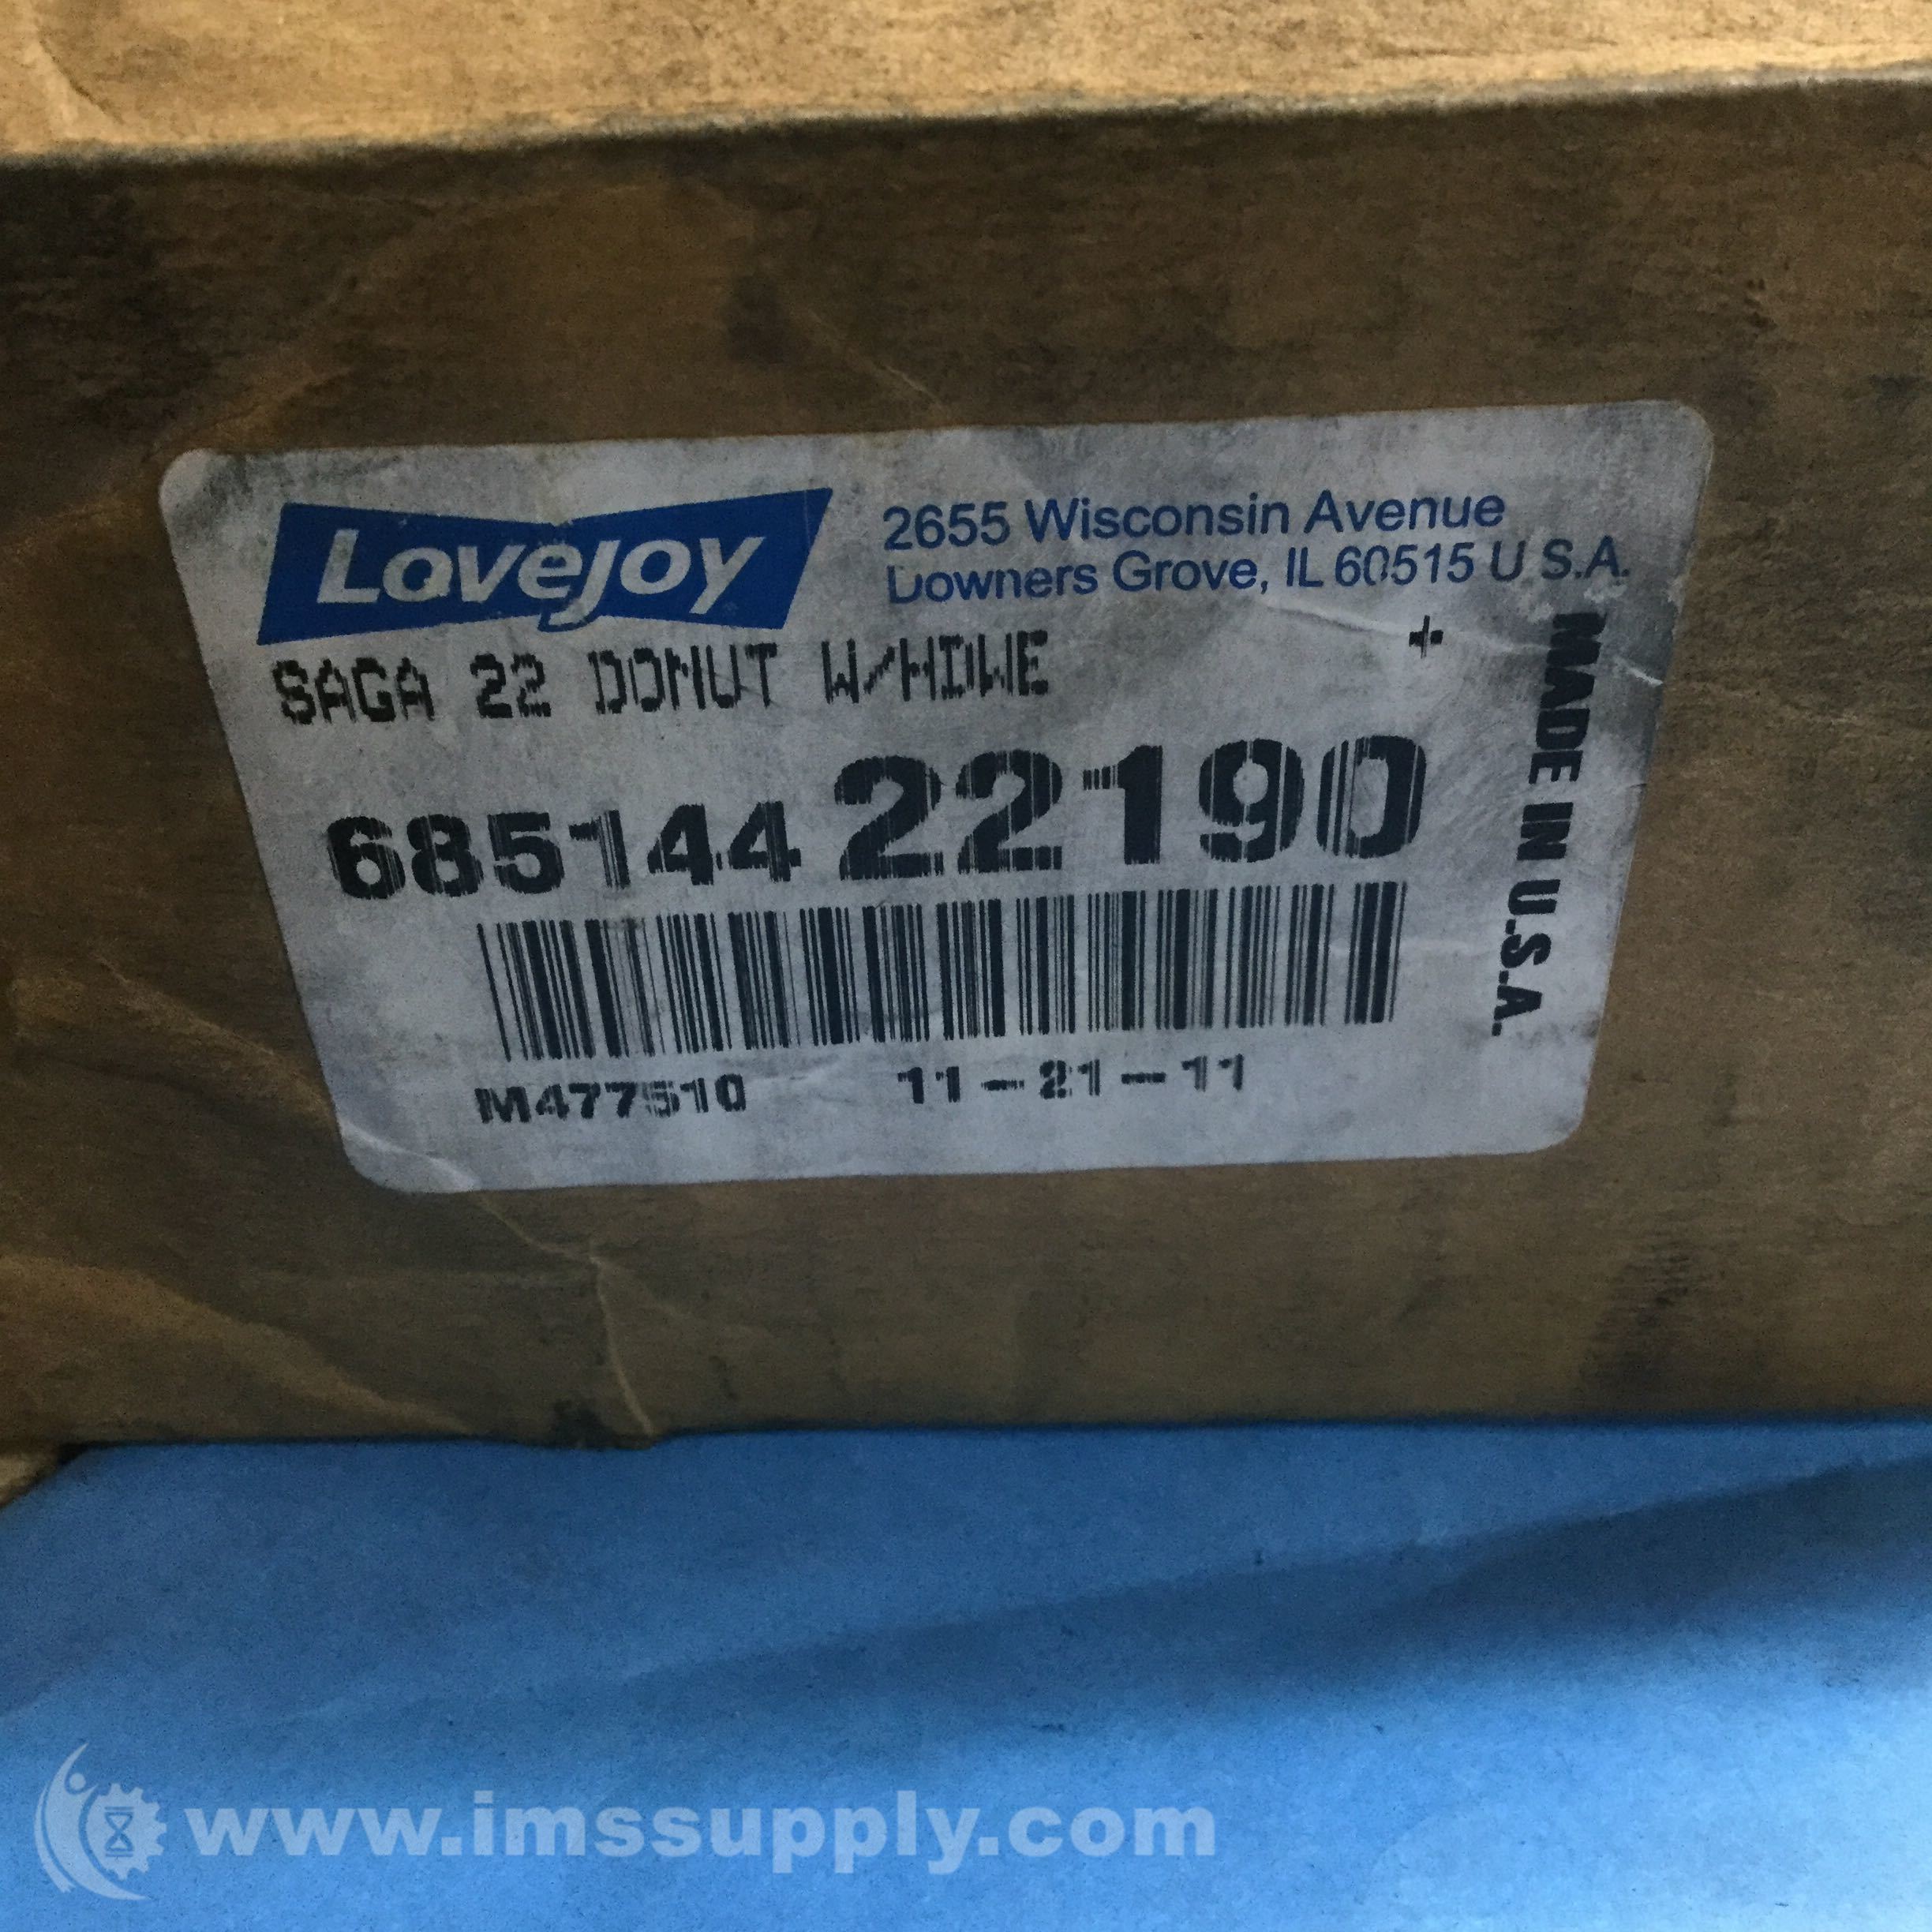 Lovejoy
2655 Wisconsin Avenue
Downers Grove, IL 60515 U.S.A.
SAGA 22 DONUT W/HDWE
+
685144 22190
MADE IN U.S.A.
M477510 11-21-11
www.imssupply.com